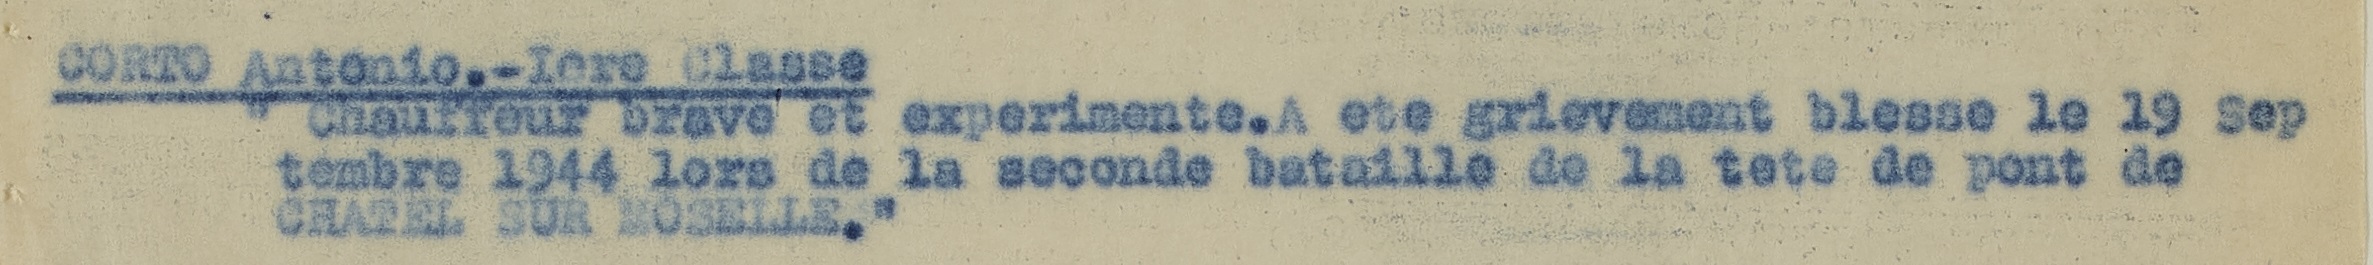 CORTO Antonio.-Iere Classe
" Chauffeur brave et experimente.A ete grievement blesse le 19 Sep
tembre 1944 lors de la seconde bataille de la tete de pont de
CHATEL SUR MOSELLE."